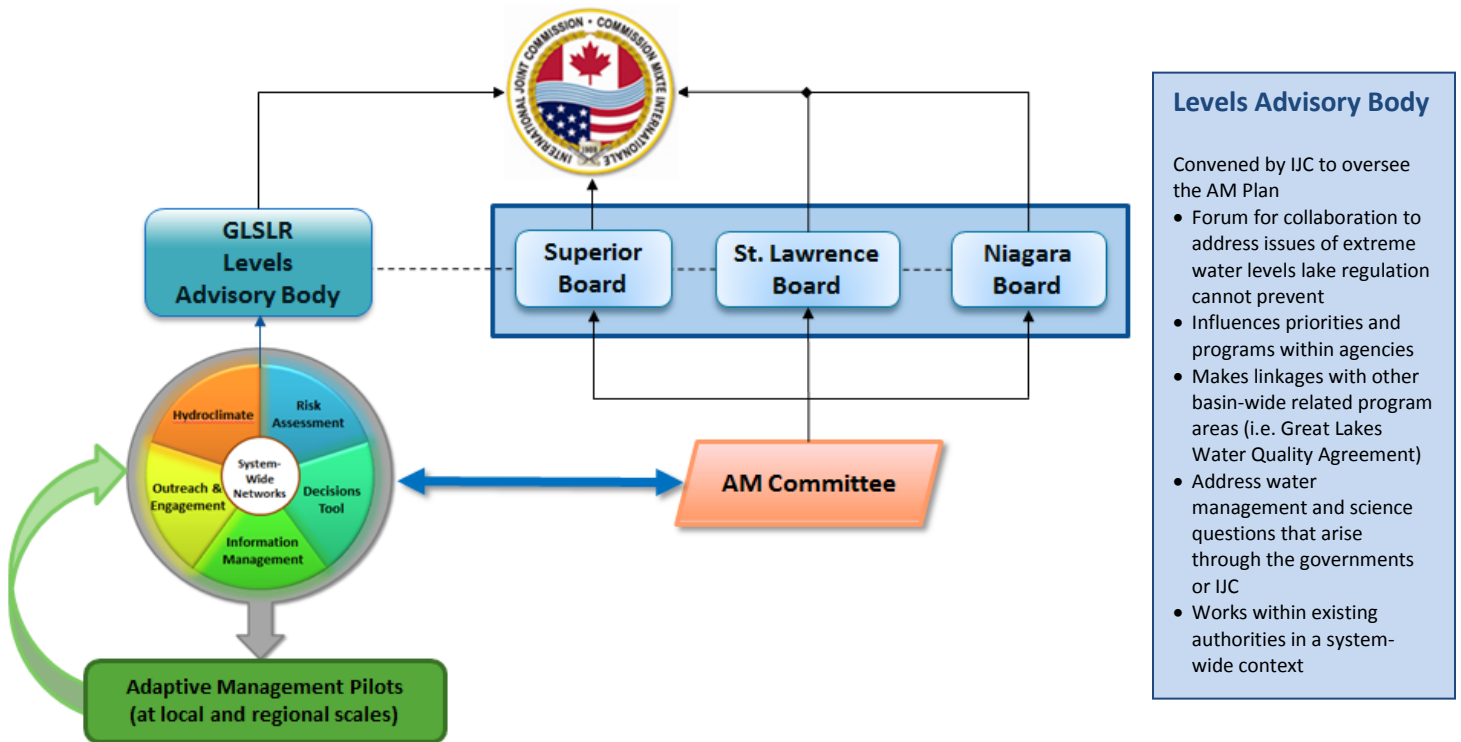 INTERNATIONAL JOINT COMMISSION • COMMISSION MIXTE INTERNATIONALE
1909
GLSLR
Levels
Advisory Body
Superior
Board
St. Lawrence
Board
Niagara
Board
Hydroclimate
Risk
Assessment
System-
Wide
Networks
Outreach &
Engagement
Decisions
Tool
Information
Management
AM Committee
Adaptive Management Pilots
(at local and regional scales)
Levels Advisory Body
Convened by IJC to oversee
the AM Plan
• Forum for collaboration to
address issues of extreme
water levels lake regulation
cannot prevent
• Influences priorities and
programs within agencies
• Makes linkages with other
basin-wide related program
areas (i.e. Great Lakes
Water Quality Agreement)
• Address water
management and science
questions that arise
through the governments
or IJC
• Works within existing
authorities in a system-
wide context